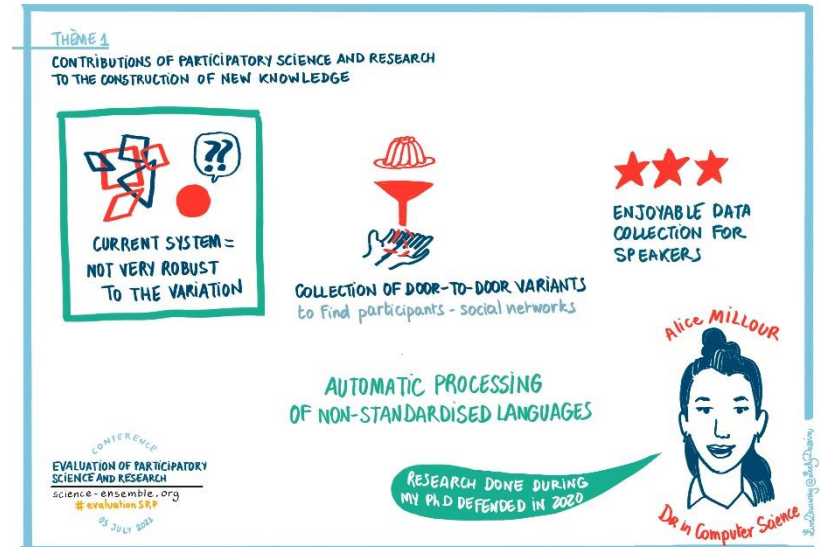 THÈME 1
CONTRIBUTIONS OF PARTICIPATORY SCIENCE AND RESEARCH
TO THE CONSTRUCTION OF NEW KNOWLEDGE
??
CURRENT SYSTEM =
NOT VERY ROBUST
TO THE VARIATION
COLLECTION OF DOOR-TO-DOOR VARIANTS
to Find participants - social networks
ENJOYABLE DATA
COLLECTION FOR
SPEAKERS
AUTOMATIC PROCESSING
OF NON-STANDARDISED LANGUAGES
Alice MILLOUR
RESEARCH DONE DURING
MY PhD DEFENDED IN 2020
DR in Computer Science
CONFERENCE
EVALUATION OF PARTICIPATORY
SCIENCE AND RESEARCH
science-ensemble.org
#evaluationSRP
05 JULY 2021